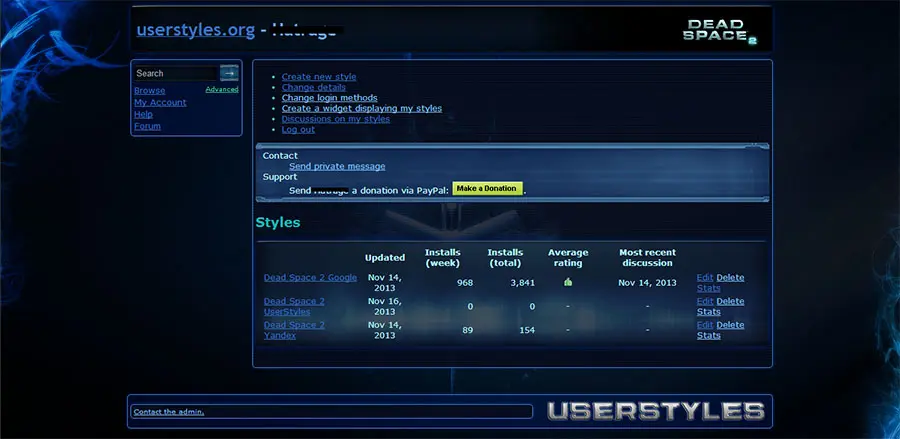 userstyles.org -
DEAD
SPACE 2
Search →
Browse Advanced
My Account
Help
Forum
Create new style
Change details
Change login methods
Create a widget displaying my styles
Discussions on my styles
Log out
Contact
Send private message
Support
Send a donation via PayPal: Make a Donation .
Styles
Updated Installs (week) Installs (total) Average rating Most recent discussion
Dead Space 2 Google Nov 14, 2013 968 3,841 Nov 14, 2013 Edit Delete Stats
Dead Space 2 UserStyles Nov 16, 2013 0 0 - - Edit Delete Stats
Dead Space 2 Yandex Nov 14, 2013 89 154 - - Edit Delete Stats
Contact the admin.
USERSTYLES